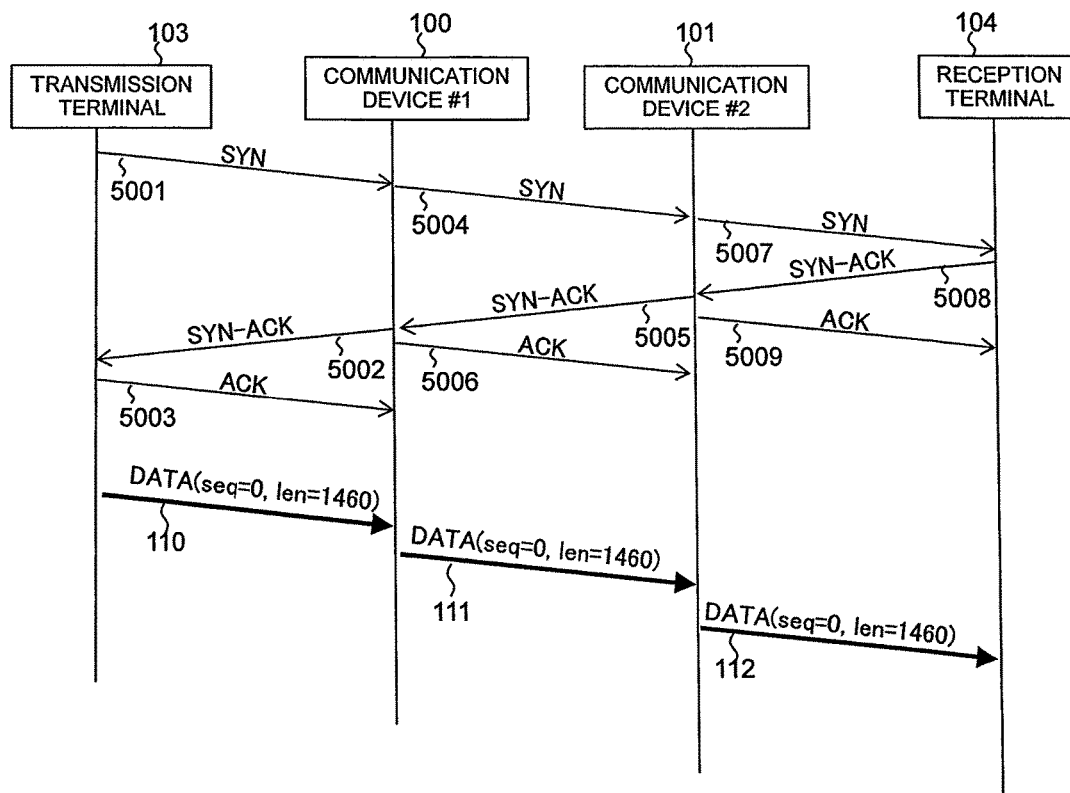 103
100
101
104
TRANSMISSION
TERMINAL
COMMUNICATION
DEVICE #1
COMMUNICATION
DEVICE #2
RECEPTION
TERMINAL
SYN
5001
SYN
5004
SYN
5007
SYN-ACK
5008
SYN-ACK
5005
ACK
5009
SYN-ACK
5002
ACK
5006
ACK
5003
DATA(seq=0, len=1460)
110
DATA(seq=0, len=1460)
111
DATA(seq=0, len=1460)
112